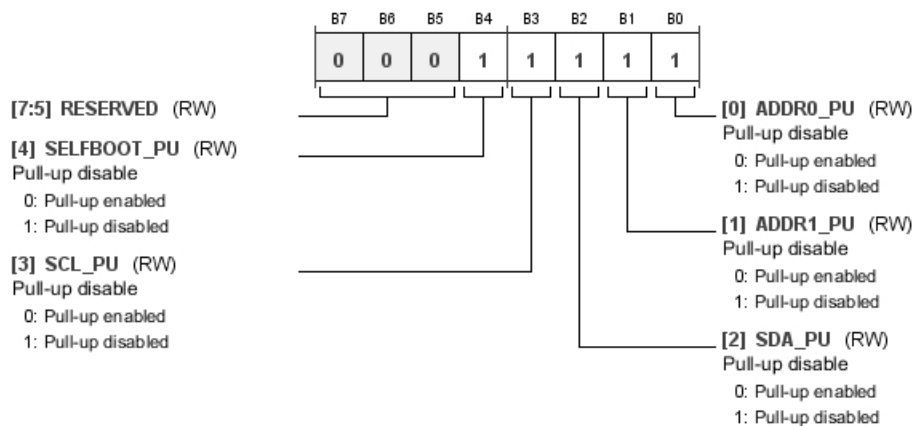 B7 B6 B5 B4 B3 B2 B1 B0
0 0 0 1 1 1 1 1
[7:5] RESERVED (RW)
[4] SELFBOOT_PU (RW)
Pull-up disable
0: Pull-up enabled
1: Pull-up disabled
[3] SCL_PU (RW)
Pull-up disable
0: Pull-up enabled
1: Pull-up disabled
[0] ADDR0_PU (RW)
Pull-up disable
0: Pull-up enabled
1: Pull-up disabled
[1] ADDR1_PU (RW)
Pull-up disable
0: Pull-up enabled
1: Pull-up disabled
[2] SDA_PU (RW)
Pull-up disable
0: Pull-up enabled
1: Pull-up disabled